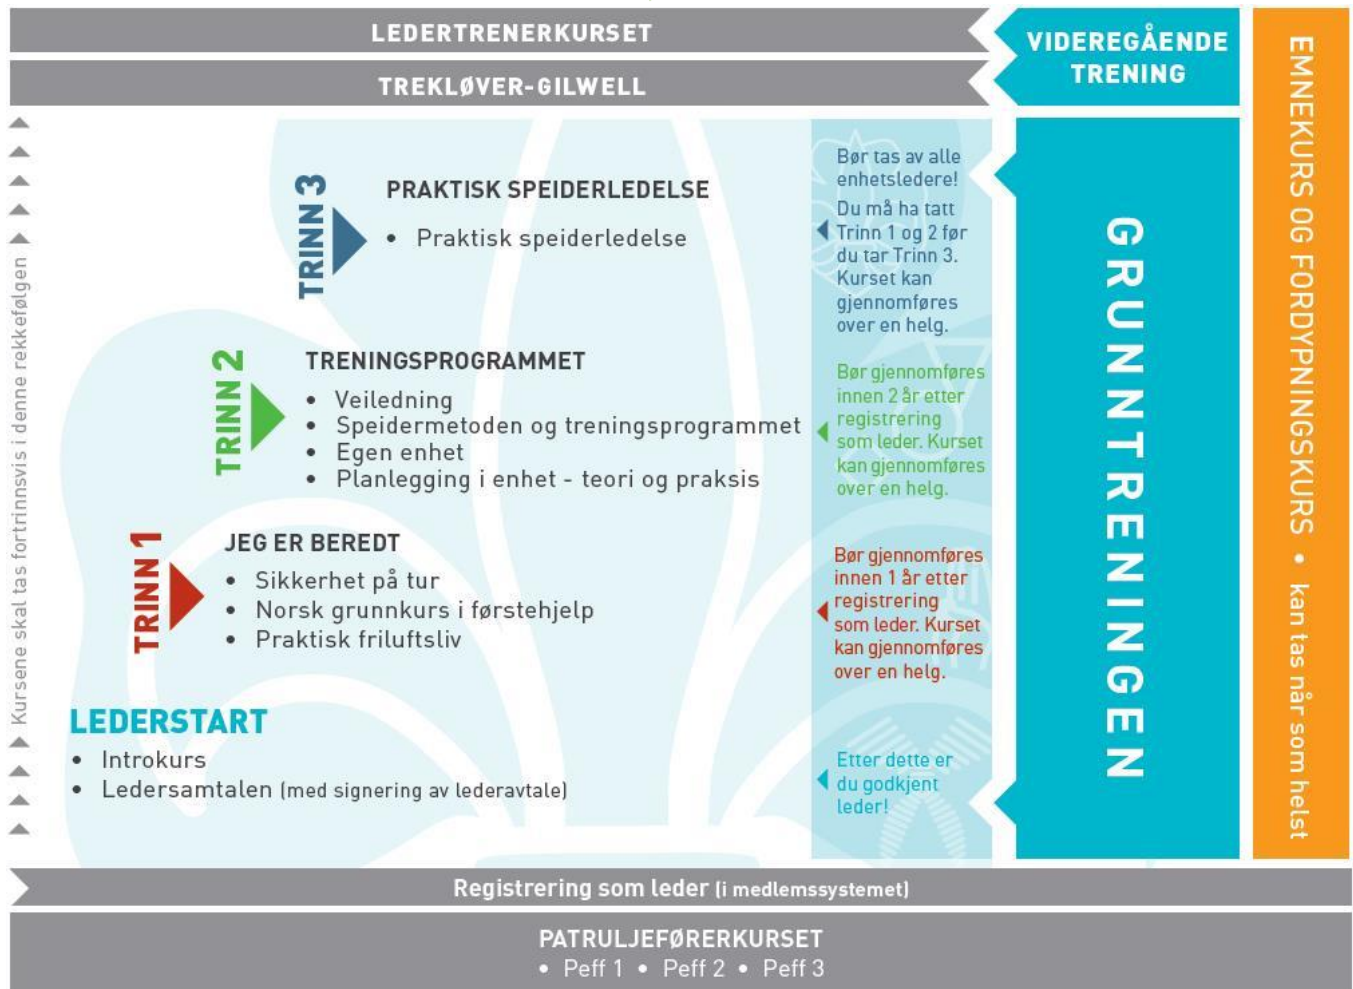 LEDERTRENERKURSET
TREKLØVER-GILWELL
VIDEREGÅENDE
TRENING
EMNEKURS OG FORDYPNINGSKURS • kan tas når som helst
GRUNNTRENINGEN
Kursene skal tas fortrinnsvis i denne rekkefølgen
TRINN 3
PRAKTISK SPEIDERLEDELSE
• Praktisk speiderledelse
Bør tas av alle
enhetsledere!
Du må ha tatt
Trinn 1 og 2 før
du tar Trinn 3.
Kurset kan
gjennomføres
over en helg.
TRINN 2
TRENINGSPROGRAMMET
• Veiledning
• Speidermetoden og treningsprogrammet
• Egen enhet
• Planlegging i enhet - teori og praksis
Bør gjennomføres
innen 2 år etter
registrering
som leder. Kurset
kan gjennomføres
over en helg.
TRINN 1
JEG ER BEREDT
• Sikkerhet på tur
• Norsk grunnkurs i førstehjelp
• Praktisk friluftsliv
Bør gjennomføres
innen 1 år etter
registrering
som leder. Kurset
kan gjennomføres
over en helg.
LEDERSTART
• Introkurs
• Ledersamtalen (med signering av lederavtale)
Etter dette er
du godkjent
leder!
Registrering som leder (i medlemssystemet)
PATRULJEFØRERKURSET
• Peff 1 • Peff 2 • Peff 3